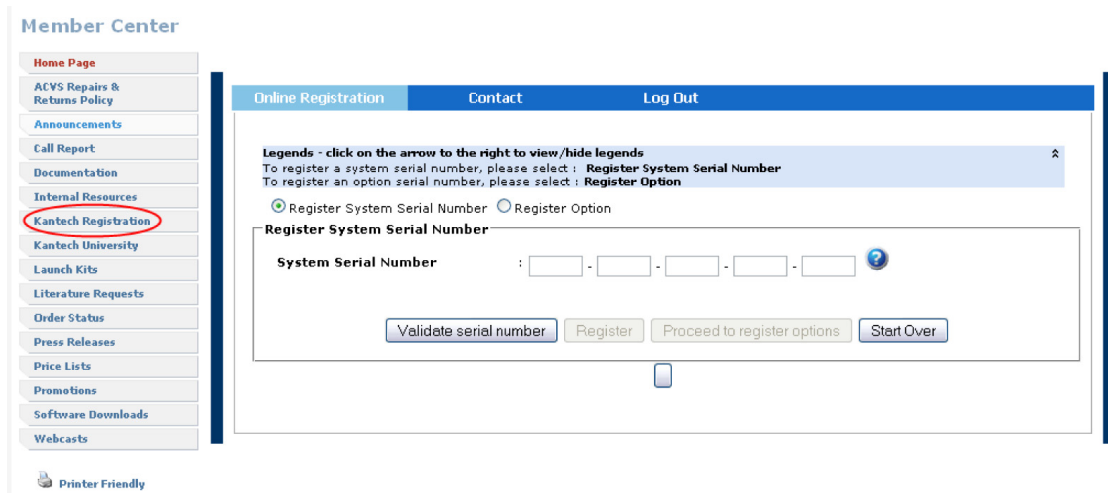 Member Center
Home Page
ACVS Repairs &
Returns Policy
Announcements
Call Report
Documentation
Internal Resources
Kantech Registration
Kantech University
Launch Kits
Literature Requests
Order Status
Press Releases
Price Lists
Promotions
Software Downloads
Webcasts
Printer Friendly
Online Registration Contact Log Out
Legends - click on the arrow to the right to view/hide legends
To register a system serial number, please select : Register System Serial Number
To register an option serial number, please select : Register Option
Register System Serial Number Register Option
Register System Serial Number
System Serial Number : - - - - ?
Validate serial number Register Proceed to register options Start Over